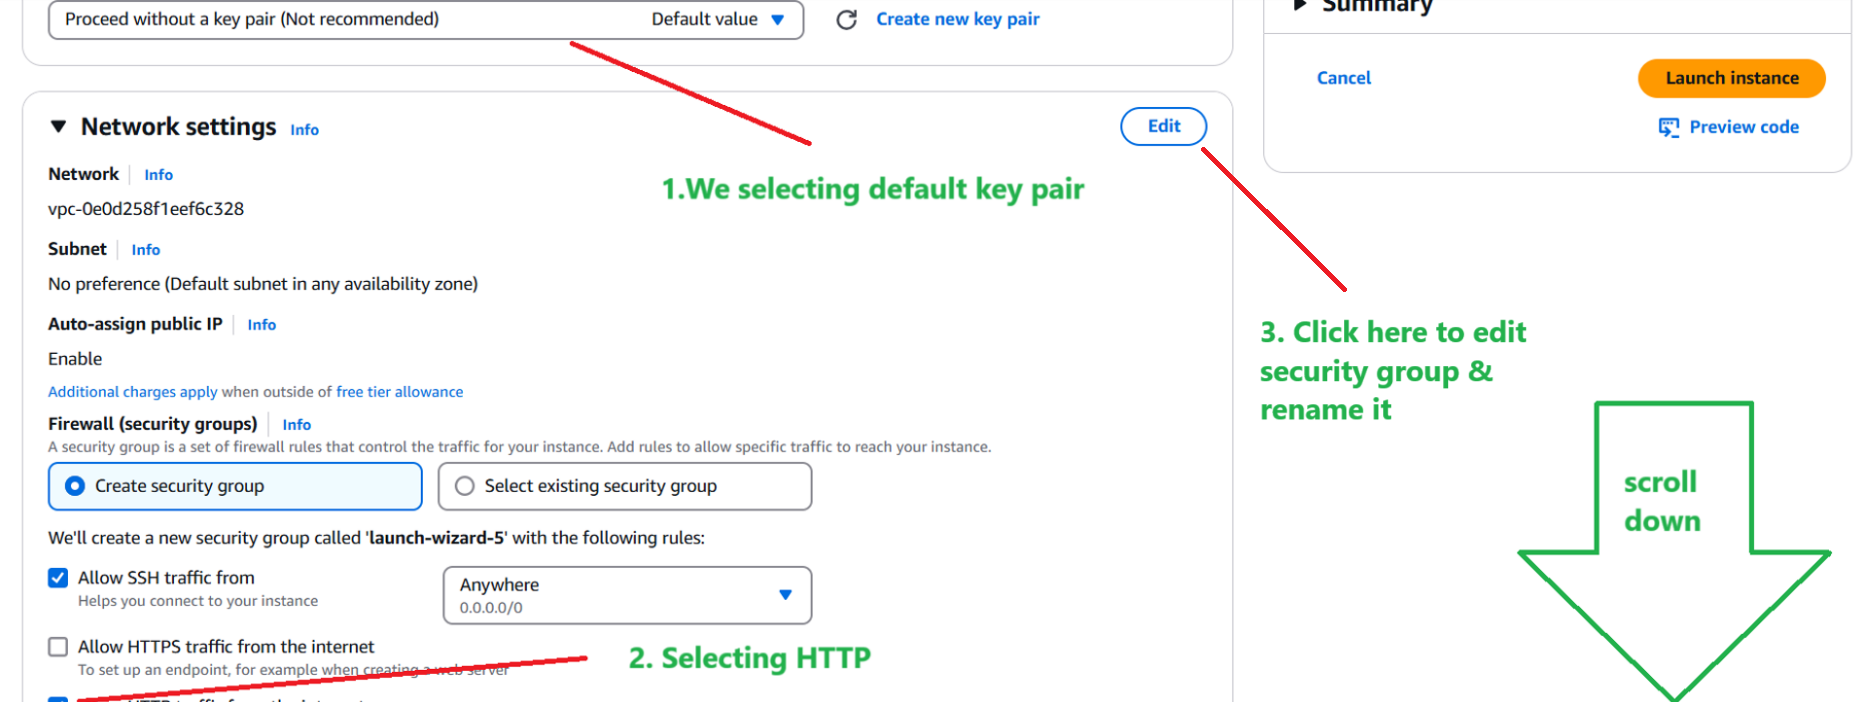 Proceed without a key pair (Not recommended) Default value Create new key pair
Summary
Cancel Launch instance
Preview code
Network settings Info Edit
Network Info
vpc-0e0d258f1eef6c328
1.We selecting default key pair
Subnet Info
No preference (Default subnet in any availability zone)
Auto-assign public IP Info
Enable
Additional charges apply when outside of free tier allowance
3. Click here to edit
security group &
rename it
Firewall (security groups) Info
A security group is a set of firewall rules that control the traffic for your instance. Add rules to allow specific traffic to reach your instance.
Create security group Select existing security group
scroll
down
We'll create a new security group called 'launch-wizard-5' with the following rules:
Allow SSH traffic from
Helps you connect to your instance
Anywhere
0.0.0.0/0
Allow HTTPS traffic from the internet
To set up an endpoint, for example when creating a web server
2. Selecting HTTP
HTTP traffic from the internet